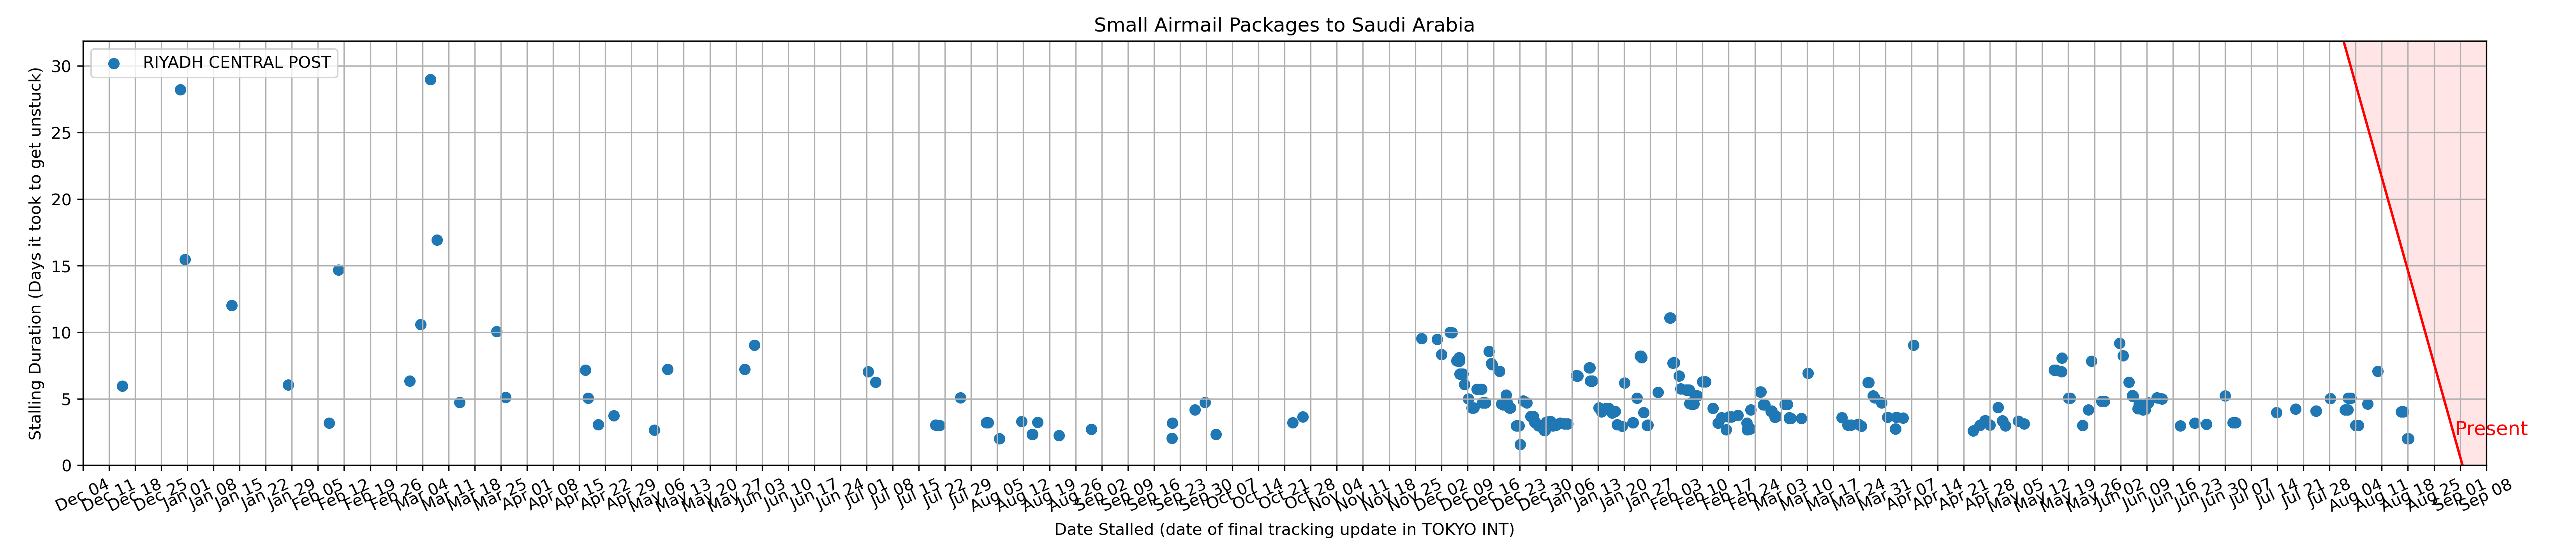 Small Airmail Packages to Saudi Arabia
RIYADH CENTRAL POST
Stalling Duration (Days it took to get unstuck)
30
25
20
15
10
5
0
Present
Dec 04 Dec 11 Dec 18 Dec 25 Jan 01 Jan 08 Jan 15 Jan 22 Jan 29 Feb 05 Feb 12 Feb 19 Feb 26 Mar 04 Mar 11 Mar 18 Mar 25 Apr 01 Apr 08 Apr 15 Apr 22 Apr 29 May 06 May 13 May 20 May 27 Jun 03 Jun 10 Jun 17 Jun 24 Jul 01 Jul 08 Jul 15 Jul 22 Jul 29 Aug 05 Aug 12 Aug 19 Aug 26 Sep 02 Sep 09 Sep 16 Sep 23 Sep 30 Oct 07 Oct 14 Oct 21 Oct 28 Nov 04 Nov 11 Nov 18 Nov 25 Dec 02 Dec 09 Dec 16 Dec 23 Dec 30 Jan 06 Jan 13 Jan 20 Jan 27 Feb 03 Feb 10 Feb 17 Feb 24 Mar 03 Mar 10 Mar 17 Mar 24 Mar 31 Apr 07 Apr 14 Apr 21 Apr 28 May 05 May 12 May 19 May 26 Jun 02 Jun 09 Jun 16 Jun 23 Jun 30 Jul 07 Jul 14 Jul 21 Jul 28 Aug 04 Aug 11 Aug 18 Aug 25 Sep 01 Sep 08
Date Stalled (date of final tracking update in TOKYO INT)